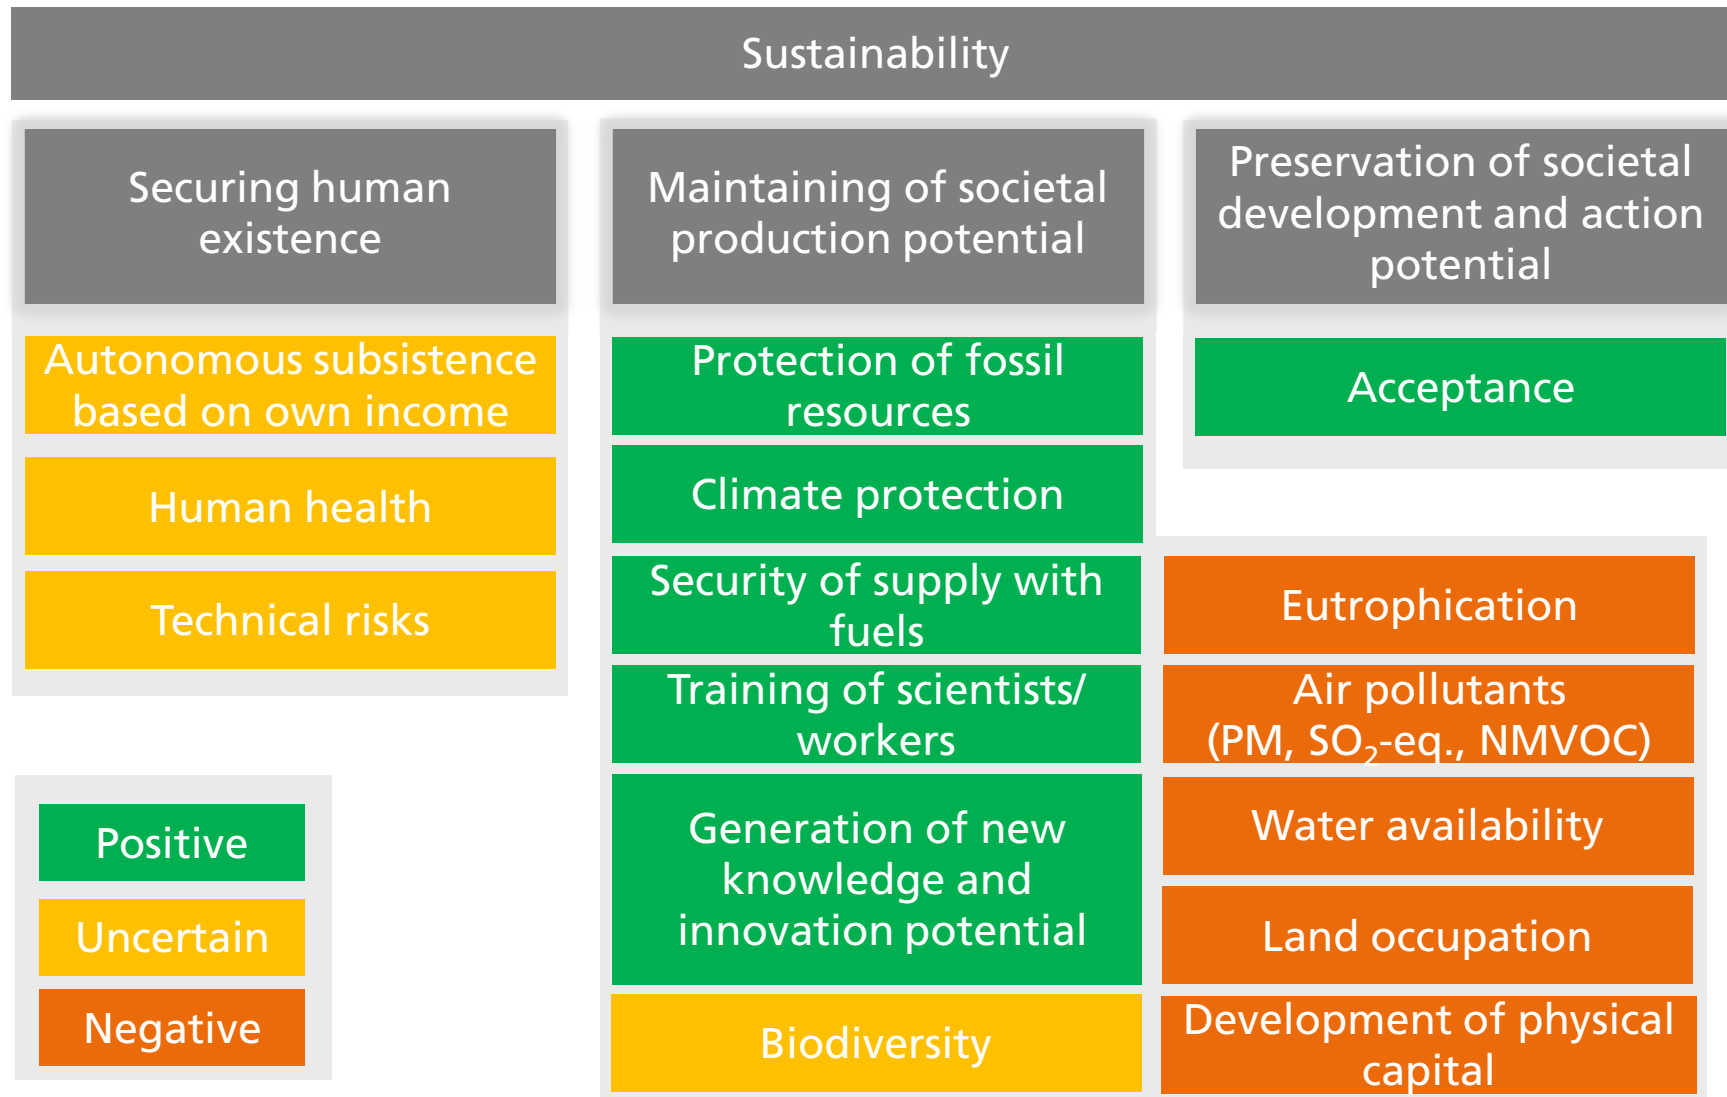 Sustainability
Securing human
existence
Autonomous subsistence
based on own income
Human health
Technical risks
Maintaining of societal
production potential
Protection of fossil
resources
Climate protection
Security of supply with
fuels
Training of scientists/
workers
Generation of new
knowledge and
innovation potential
Biodiversity
Eutrophication
Air pollutants
(PM, SO₂-eq., NMVOC)
Water availability
Land occupation
Development of physical
capital
Preservation of societal
development and action
potential
Acceptance
Positive
Uncertain
Negative